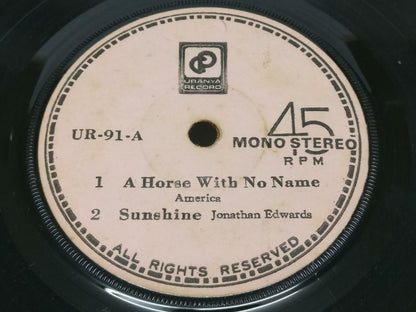 URANYA
RECORD
UR-91-A
45
MONO STEREO
RPM
1 A Horse With No Name
America
2 Sunshine Jonathan Edwards
ALL RIGHTS RESERVED